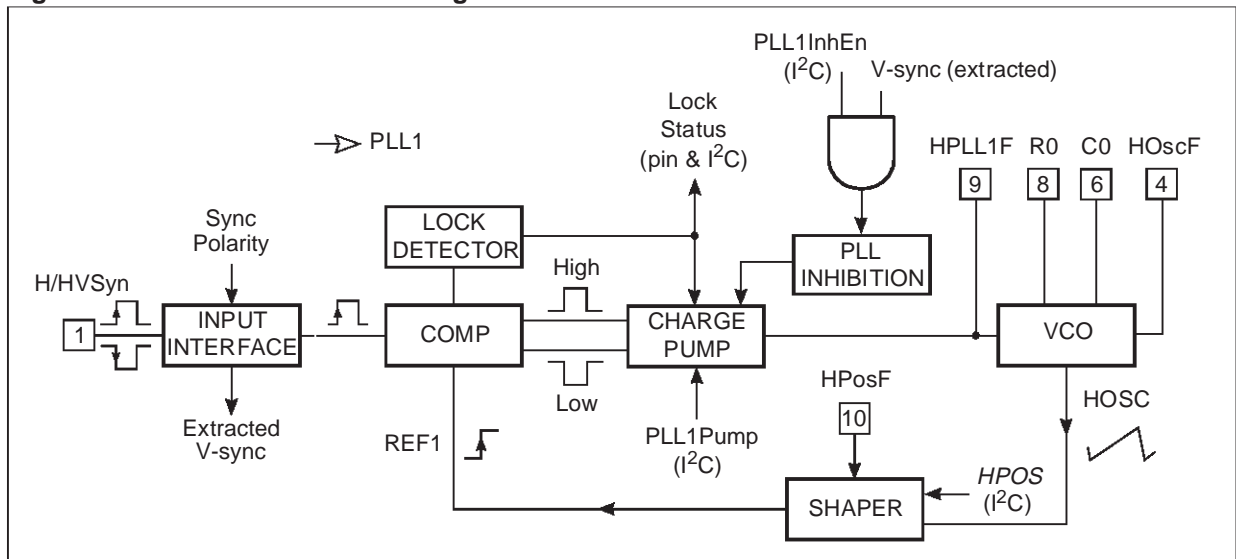 PLL1InhEn
(I²C)
V-sync (extracted)
Lock
Status
(pin & I²C)
PLL1
HPLL1F
R0
C0
HOscF
9
8
6
4
Sync
Polarity
LOCK
DETECTOR
PLL
INHIBITION
H/HVSyn
High
1
INPUT
INTERFACE
COMP
CHARGE
PUMP
VCO
Low
HPosF
HOSC
Extracted
V-sync
REF1
PLL1Pump
(I²C)
10
HPOS
(I²C)
SHAPER